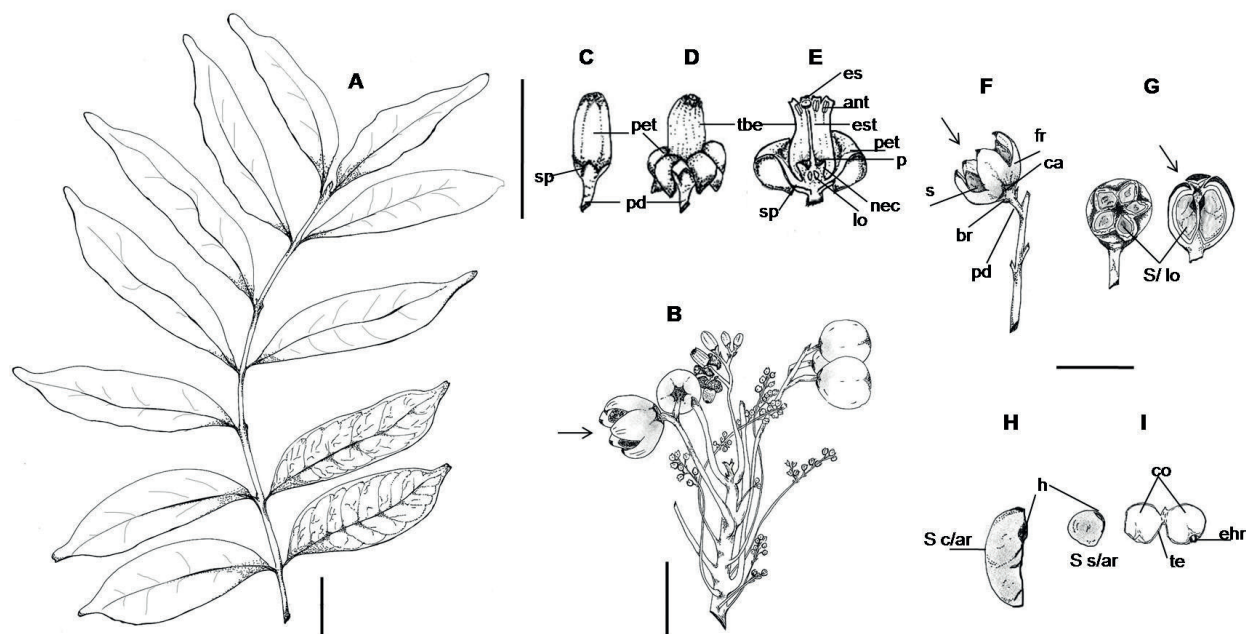 A
C D E
es
ant
pet tbe est
pet
p
sp
pd
sp
nec
lo
F
fr
ca
s
br
pd
G
S/ lo
B
H I
h
co
S c/ar
S s/ar
te
ehr